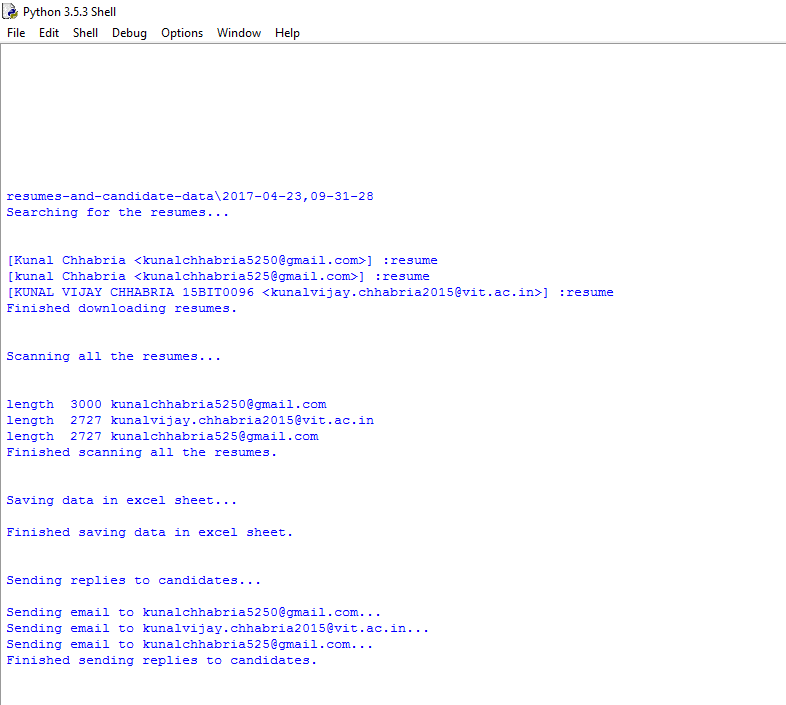 Python 3.5.3 Shell
File Edit Shell Debug Options Window Help
resumes-and-candidate-data\2017-04-23,09-31-28
Searching for the resumes...
[Kunal Chhabria <kunalchhabria5250@gmail.com>] :resume
[kunal Chhabria <kunalchhabria525@gmail.com>] :resume
[KUNAL VIJAY CHHABRIA 15BIT0096 <kunalvijay.chhabria2015@vit.ac.in>] :resume
Finished downloading resumes.
Scanning all the resumes...
length  3000 kunalchhabria5250@gmail.com
length  2727 kunalvijay.chhabria2015@vit.ac.in
length  2720 kunalchhabria525@gmail.com
Finished scanning all the resumes.
Saving data in excel sheet...
Finished saving data in excel sheet.
Sending replies to candidates...
Sending email to kunalchhabria5250@gmail.com...
Sending email to kunalvijay.chhabria2015@vit.ac.in...
Sending email to kunalchhabria525@gmail.com...
Finished sending replies to candidates.